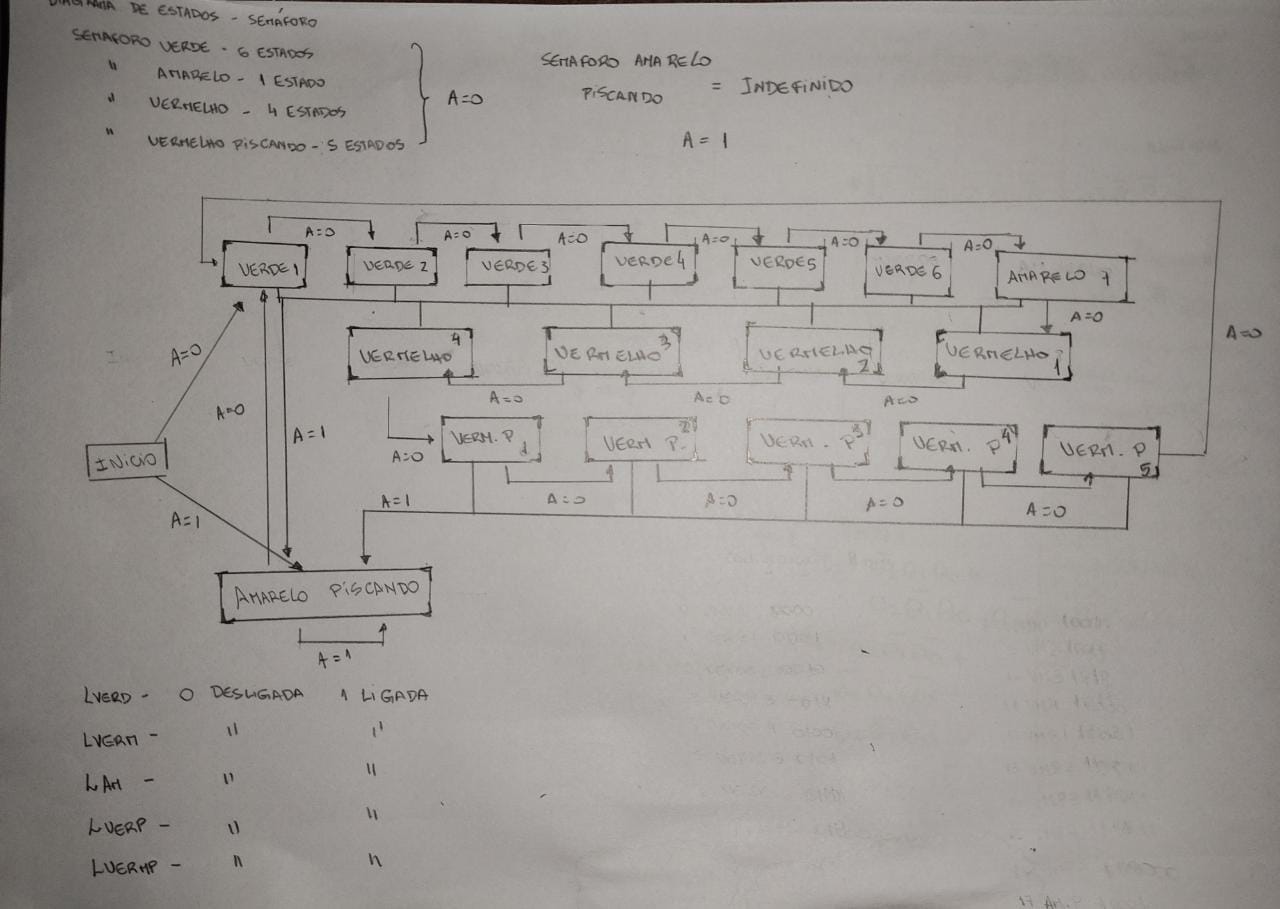 DIAGRAMA DE ESTADOS - SEMÁFORO
SEMAFORO VERDE - 6 ESTADOS
" AMARELO - 1 ESTADO
" VERMELHO - 4 ESTADOS
" VERMELHO PISCANDO - 5 ESTADOS
A=0
SEMAFORO AMARELO
PISCANDO = INDEFINIDO
A = 1
A=0 A=0 A=0 A=0 A=0 A=0
VERDE 1 VERDE 2 VERDE 3 VERDE 4 VERDE 5 VERDE 6 AMARELO 1
A=0
A=0
VERMELHO 4 VERMELHO 3 VERMELHO 2 VERMELHO 1
A=0
A=0 A=0 A=0
A=0
A=1
VERM. P 1 VERM P 2 VERM. P 3 VERM. P 4 VERM. P 5
A=0
INICIO
A=1 A=0 A=0 A=0 A=0
A=1
AMARELO PISCANDO
A=1
LVERD - 0 DESLIGADA 1 LIGADA
LVERM - " "
LAM - " "
LVERP - " "
LVERMP - " "